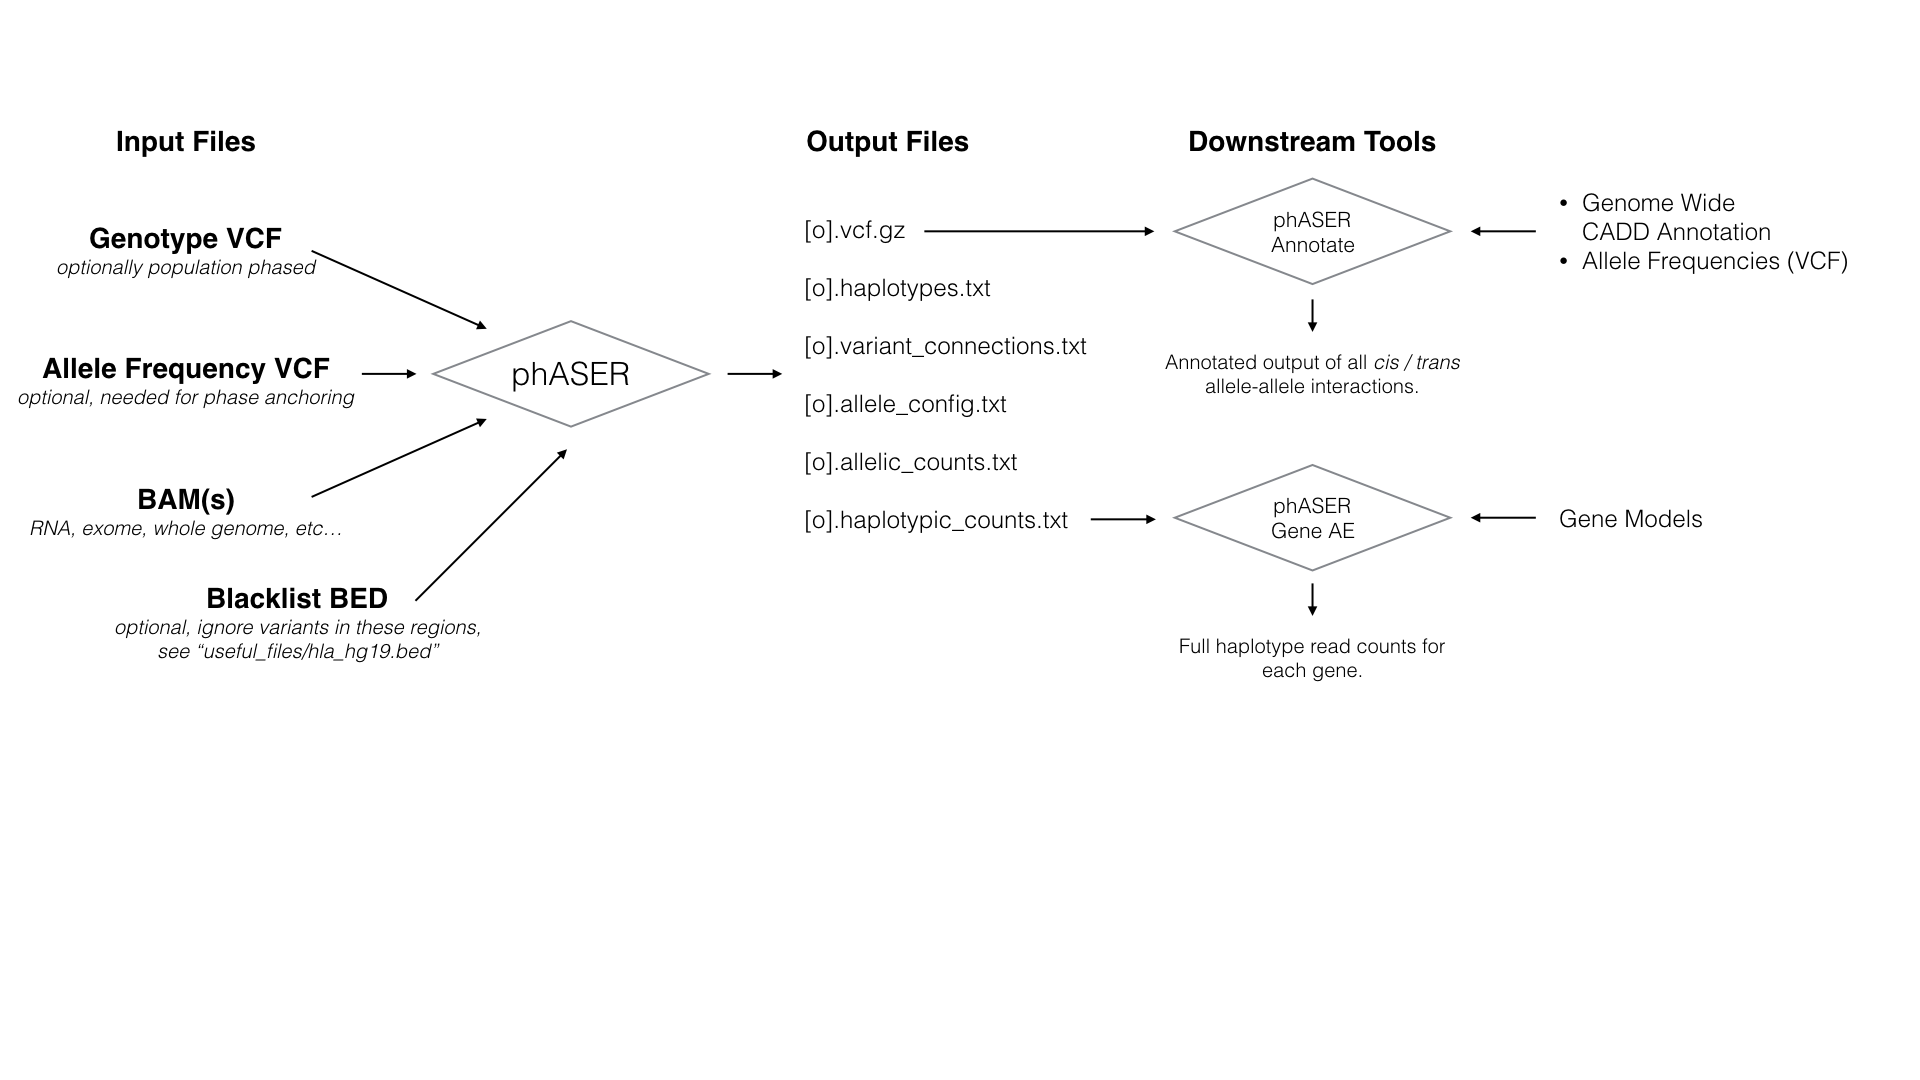 Input Files
Genotype VCF
optionally population phased
Allele Frequency VCF
optional, needed for phase anchoring
BAM(s)
RNA, exome, whole genome, etc…
Blacklist BED
optional, ignore variants in these regions,
see “useful_files/hla_hg19.bed”
phASER
Output Files
[o].vcf.gz
[o].haplotypes.txt
[o].variant_connections.txt
[o].allele_config.txt
[o].allelic_counts.txt
[o].haplotypic_counts.txt
Downstream Tools
phASER
Annotate
• Genome Wide
CADD Annotation
• Allele Frequencies (VCF)
Annotated output of all cis / trans
allele-allele interactions.
phASER
Gene AE
Gene Models
Full haplotype read counts for
each gene.